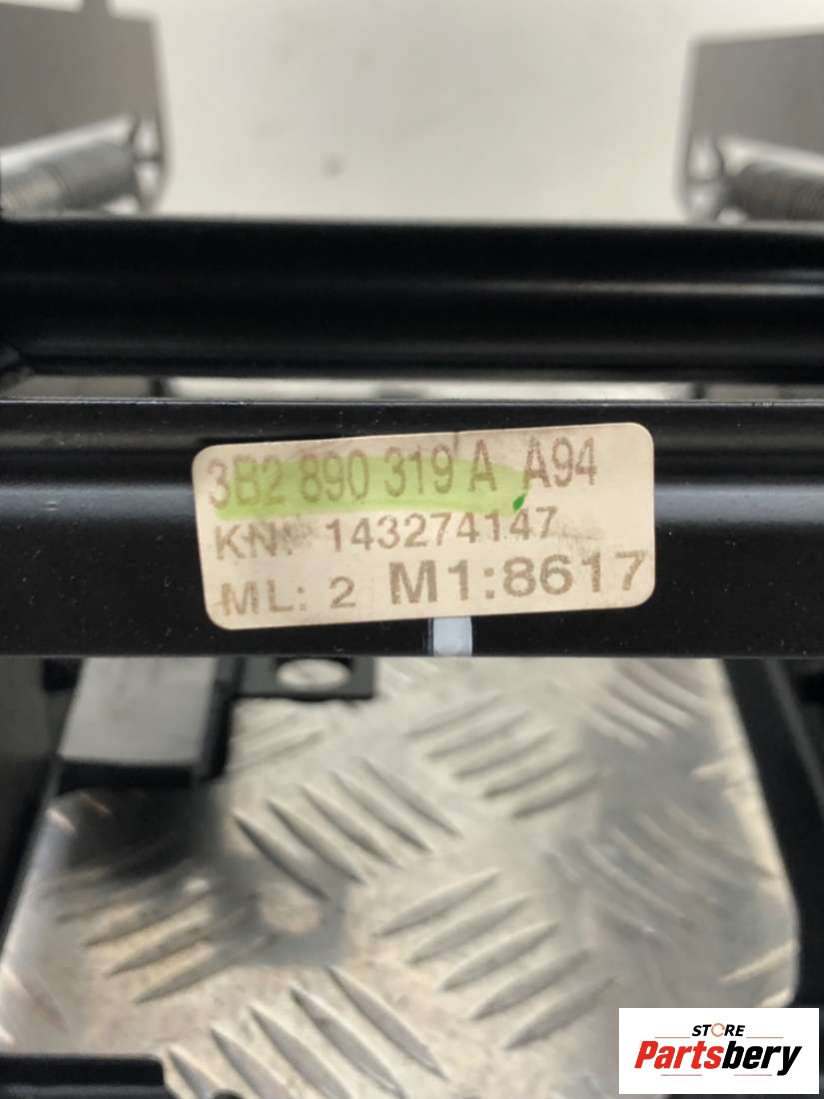 3B2 890 319 A A94
KN: 143274147
ML: 2 M1:8617
STORE
Partsbery